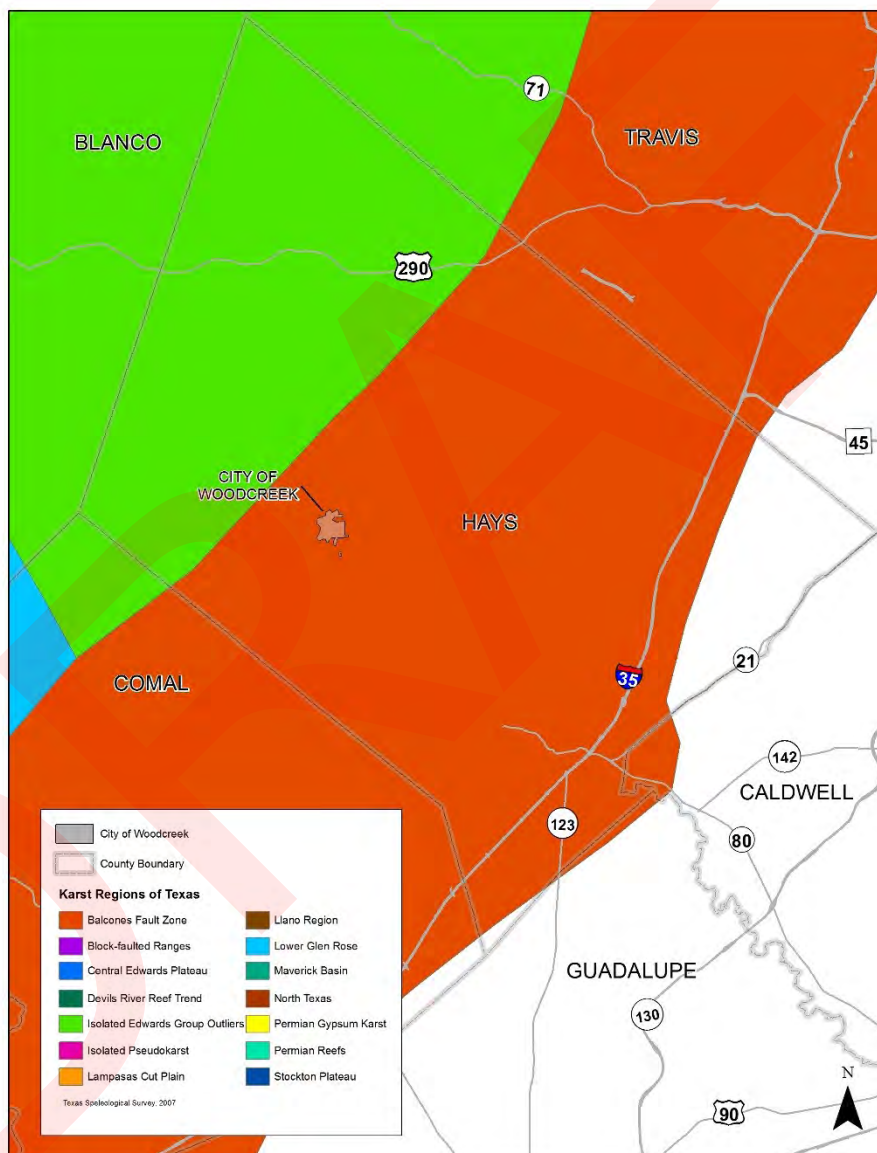 71
BLANCO
TRAVIS
290
45
CITY OF
WOODCREEK
HAYS
21
35
COMAL
142
CALDWELL
123
80
GUADALUPE
130
90
N
City of Woodcreek
County Boundary
Karst Regions of Texas
Balcones Fault Zone
Block-faulted Ranges
Central Edwards Plateau
Devils River Reef Trend
Isolated Edwards Group Outliers
Isolated Pseudokarst
Lampasas Cut Plain
Llano Region
Lower Glen Rose
Maverick Basin
North Texas
Permian Gypsum Karst
Permian Reefs
Stockton Plateau
Texas Speleological Survey, 2007
DRAFT